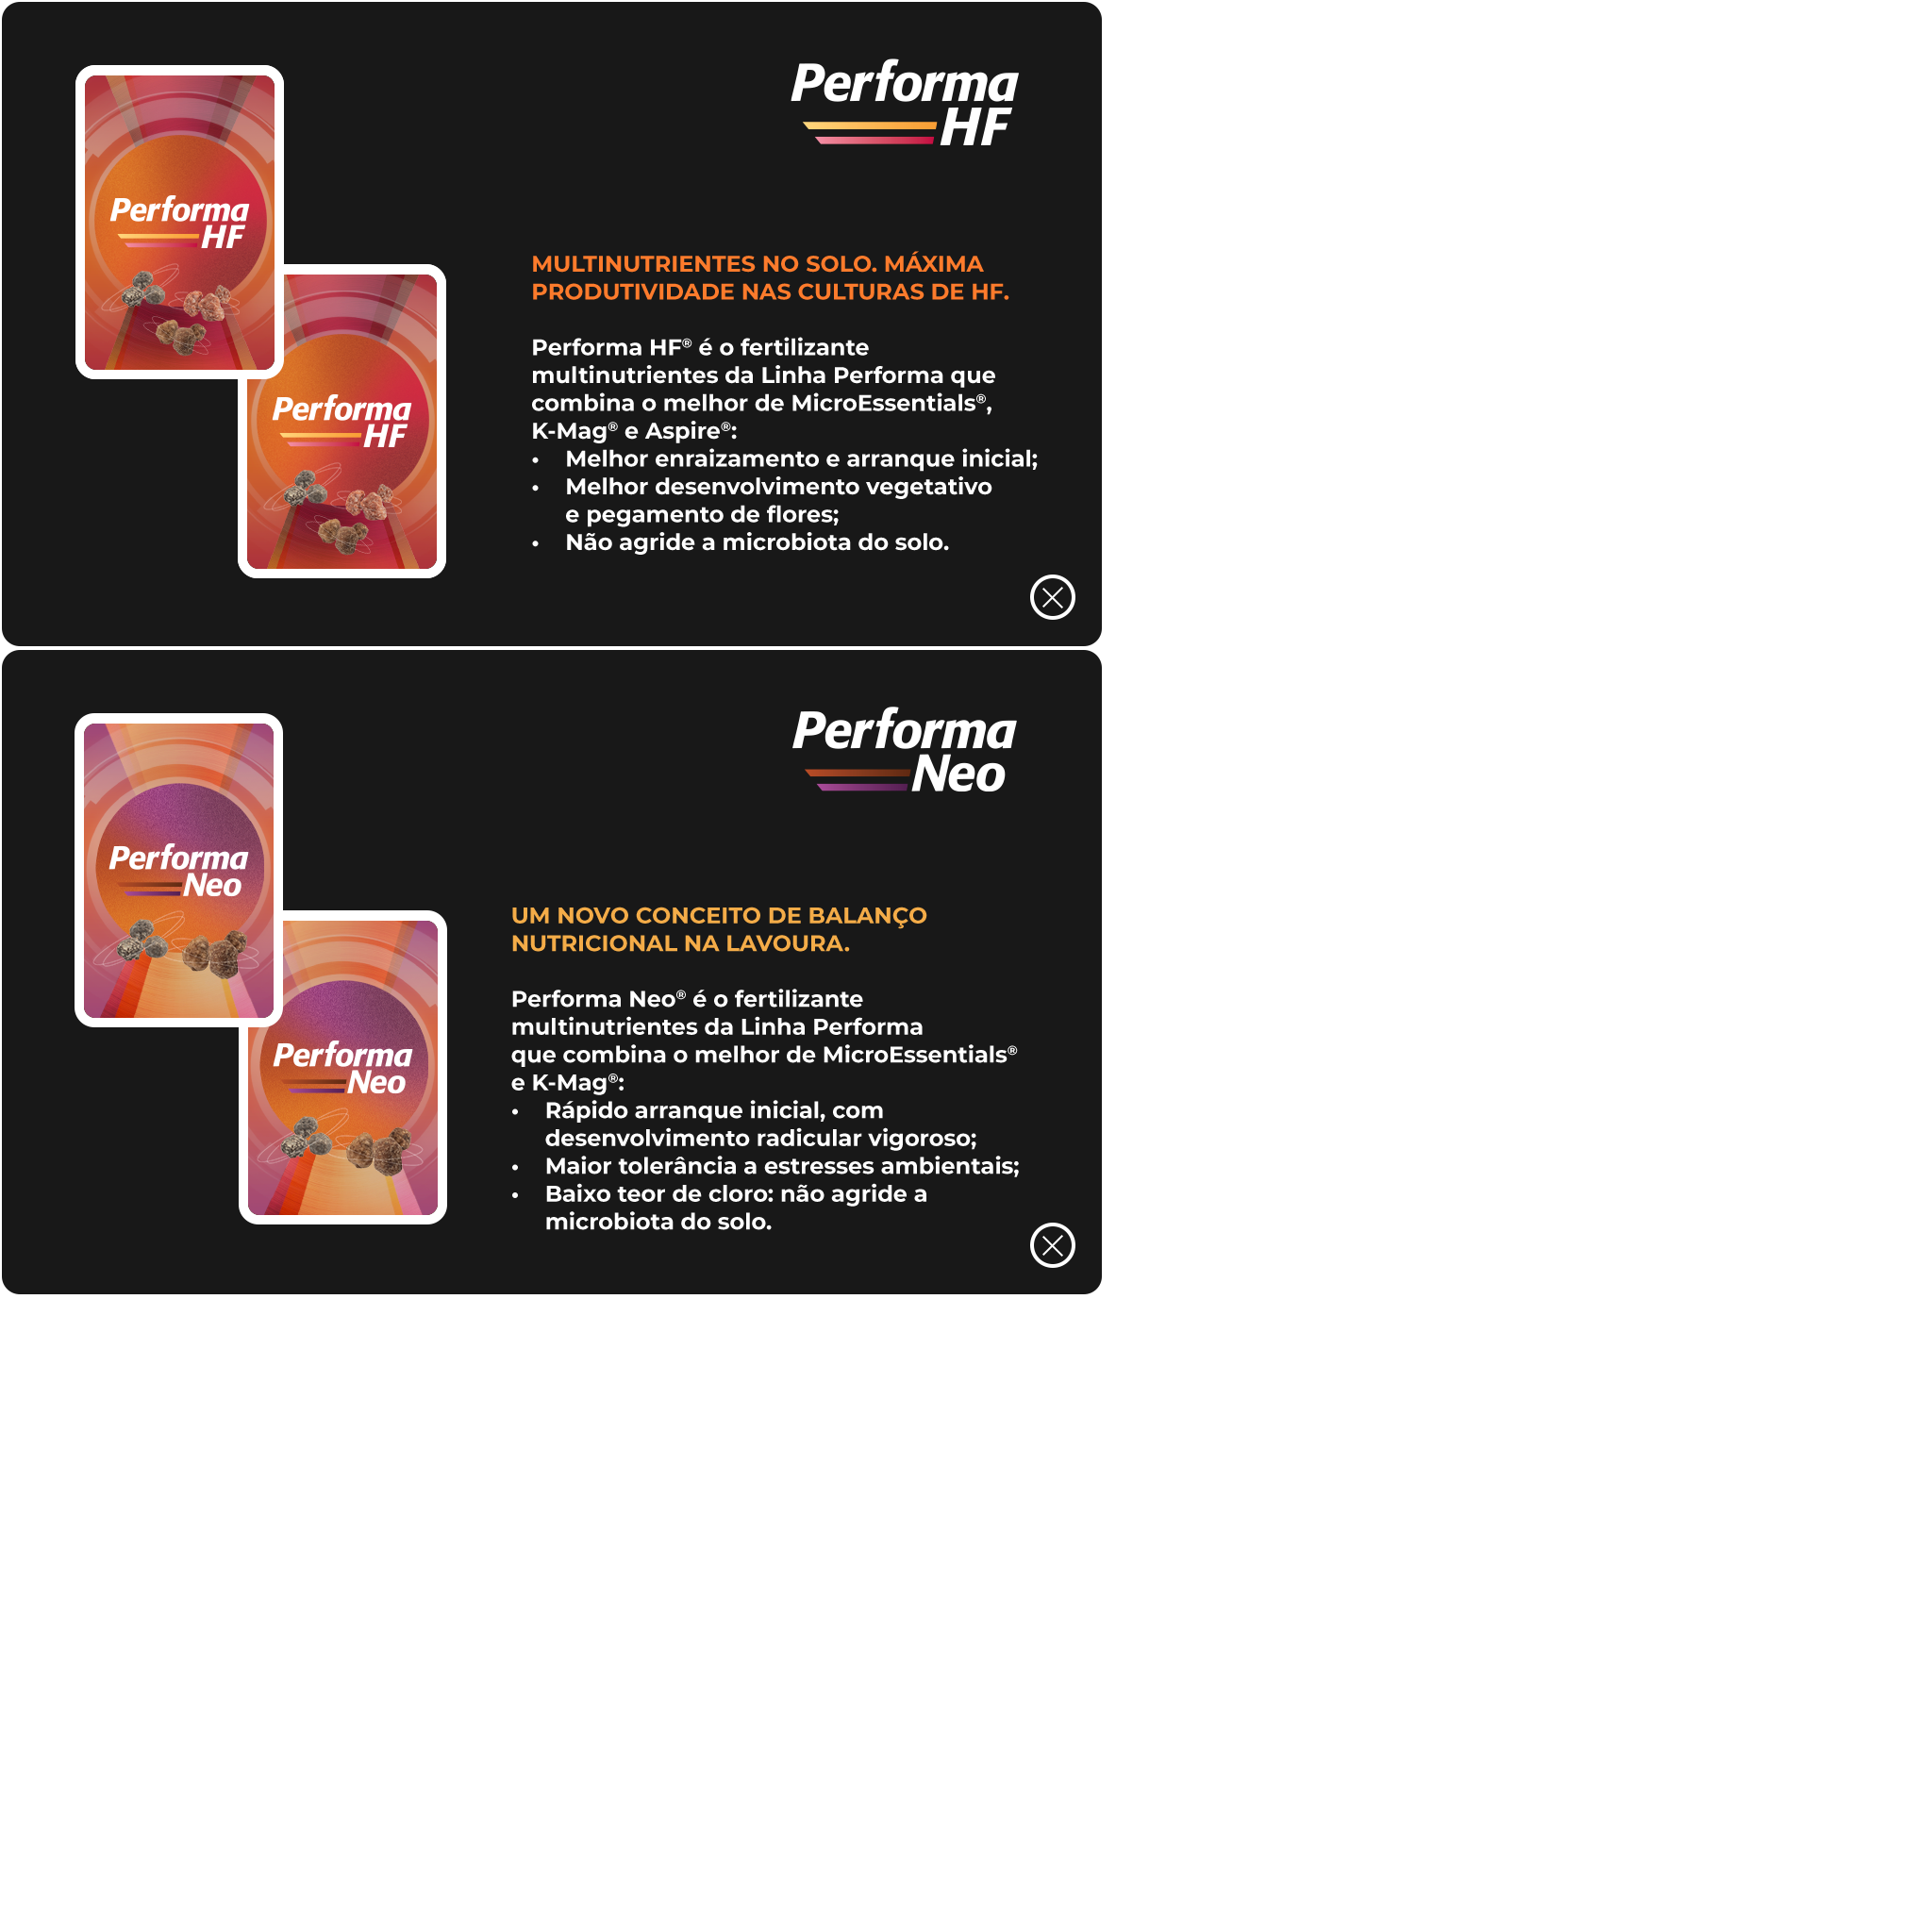 Performa
HF
Performa
HF
Performa
HF
MULTINUTRIENTES NO SOLO. MÁXIMA
PRODUTIVIDADE NAS CULTURAS DE HF.
Performa HF® é o fertilizante
multinutrientes da Linha Performa que
combina o melhor de MicroEssentials®,
K-Mag® e Aspire®:
• Melhor enraizamento e arranque inicial;
• Melhor desenvolvimento vegetativo
e pegamento de flores;
• Não agride a microbiota do solo.
Performa
Neo
Performa
Neo
Performa
Neo
UM NOVO CONCEITO DE BALANÇO
NUTRICIONAL NA LAVOURA.
Performa Neo® é o fertilizante
multinutrientes da Linha Performa
que combina o melhor de MicroEssentials®
e K-Mag®:
• Rápido arranque inicial, com
desenvolvimento radicular vigoroso;
• Maior tolerância a estresses ambientais;
• Baixo teor de cloro: não agride a
microbiota do solo.